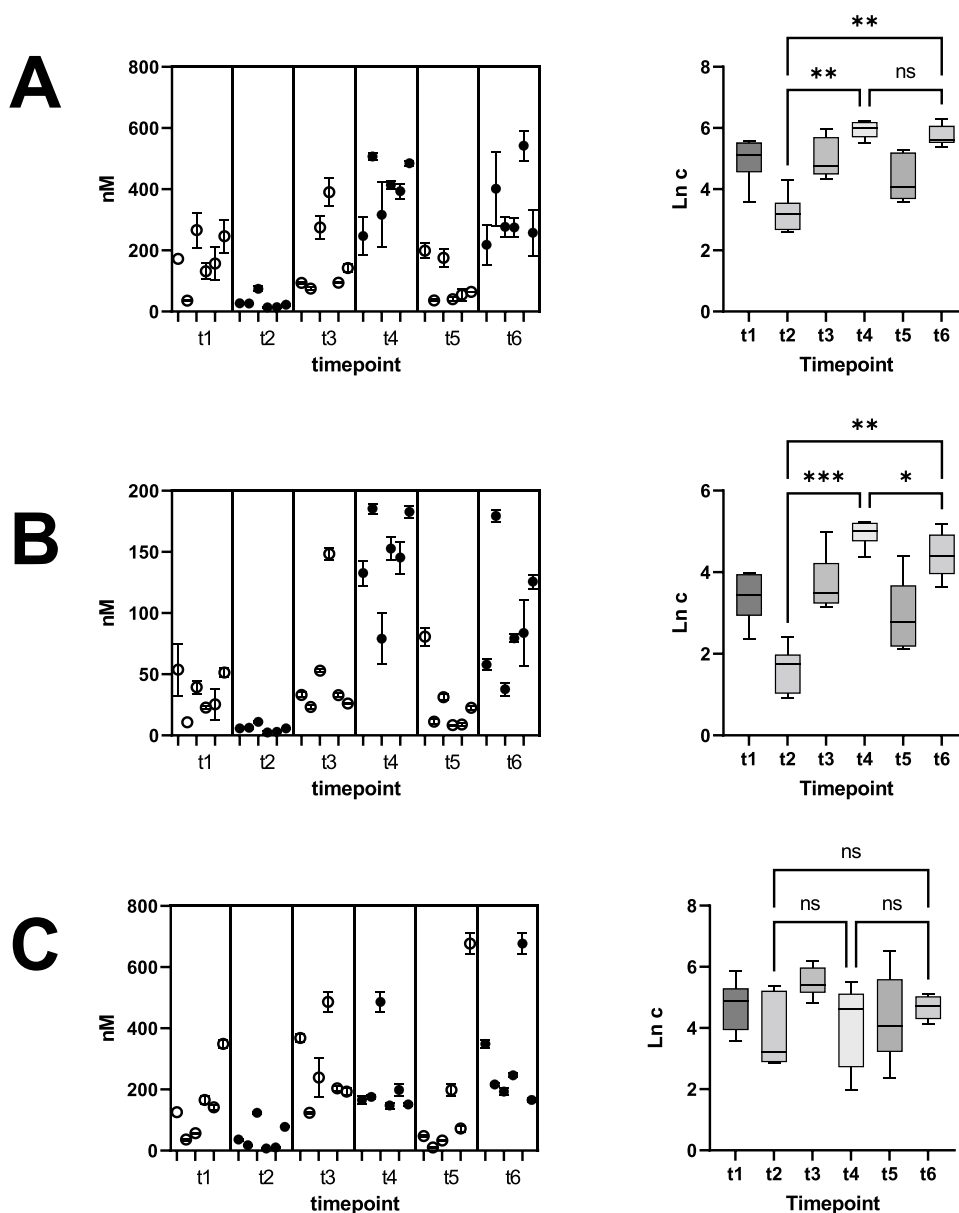 A
800
600
400
200
0
nM
t1 t2 t3 t4 t5 t6
timepoint
**
** ns
8
6
4
2
0
Ln c
t1 t2 t3 t4 t5 t6
Timepoint
B
200
150
100
50
0
nM
t1 t2 t3 t4 t5 t6
timepoint
**
*** *
6
4
2
0
Ln c
t1 t2 t3 t4 t5 t6
Timepoint
C
800
600
400
200
0
nM
t1 t2 t3 t4 t5 t6
timepoint
ns
ns ns
8
6
4
2
0
Ln c
t1 t2 t3 t4 t5 t6
Timepoint